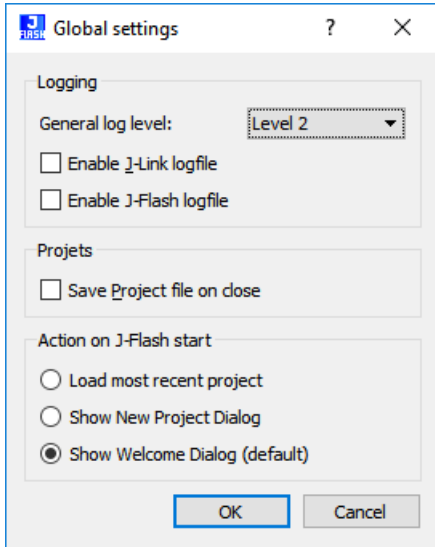 J
FLASH
Global settings
?
Logging
General log level:
Level 2
Enable J-Link logfile
Enable J-Flash logfile
Projets
Save Project file on close
Action on J-Flash start
Load most recent project
Show New Project Dialog
Show Welcome Dialog (default)
OK
Cancel